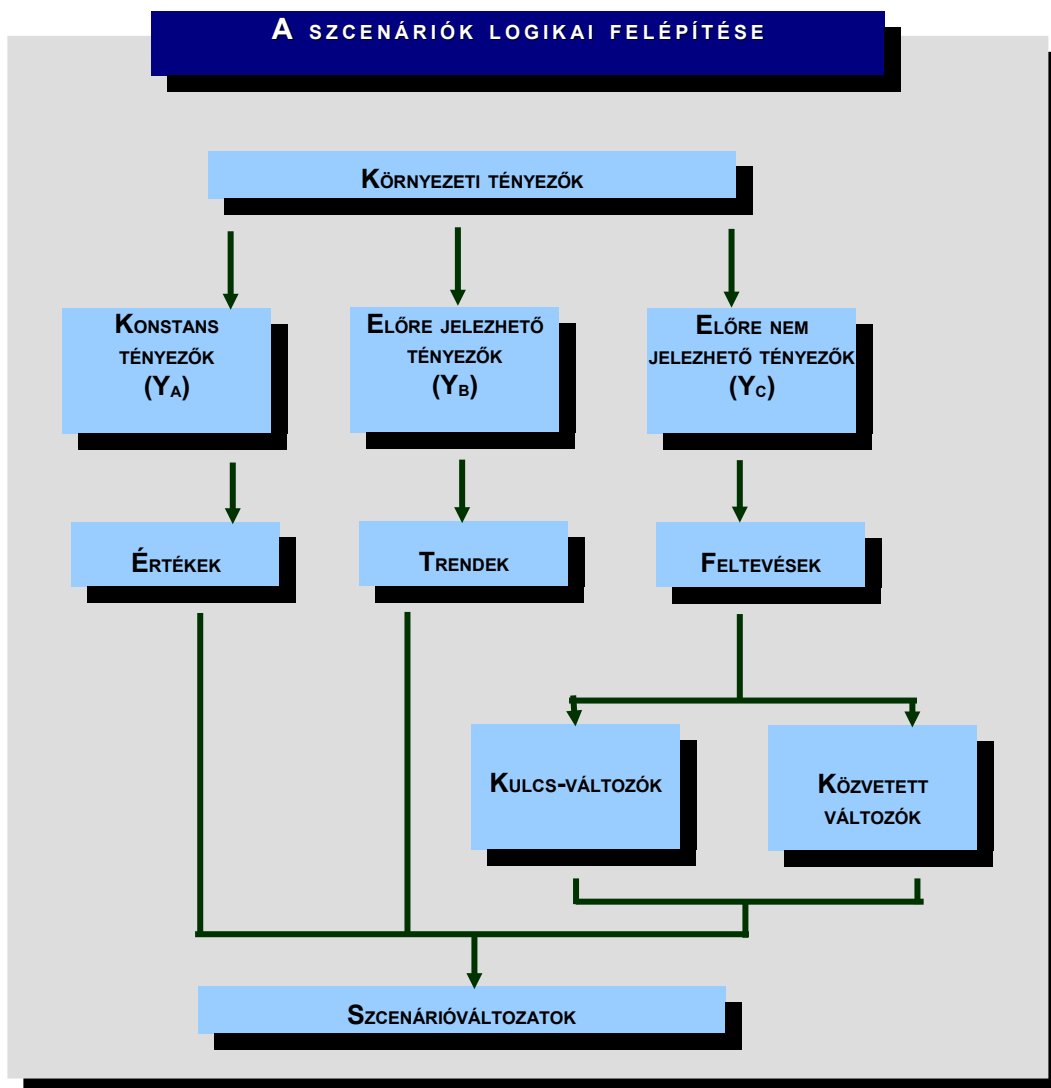 A SZCENÁRIÓK LOGIKAI FELÉPÍTÉSE
KÖRNYEZETI TÉNYEZŐK
KONSTANS
TÉNYEZŐK
(YA)
ELŐRE JELEZHETŐ
TÉNYEZŐK
(YB)
ELŐRE NEM
JELEZHETŐ TÉNYEZŐK
(YC)
ÉRTÉKEK
TRENDEK
FELTEVÉSEK
KULCS-VÁLTOZÓK
KÖZVETETT
VÁLTOZÓK
SZCENÁRIÓVÁLTOZATOK